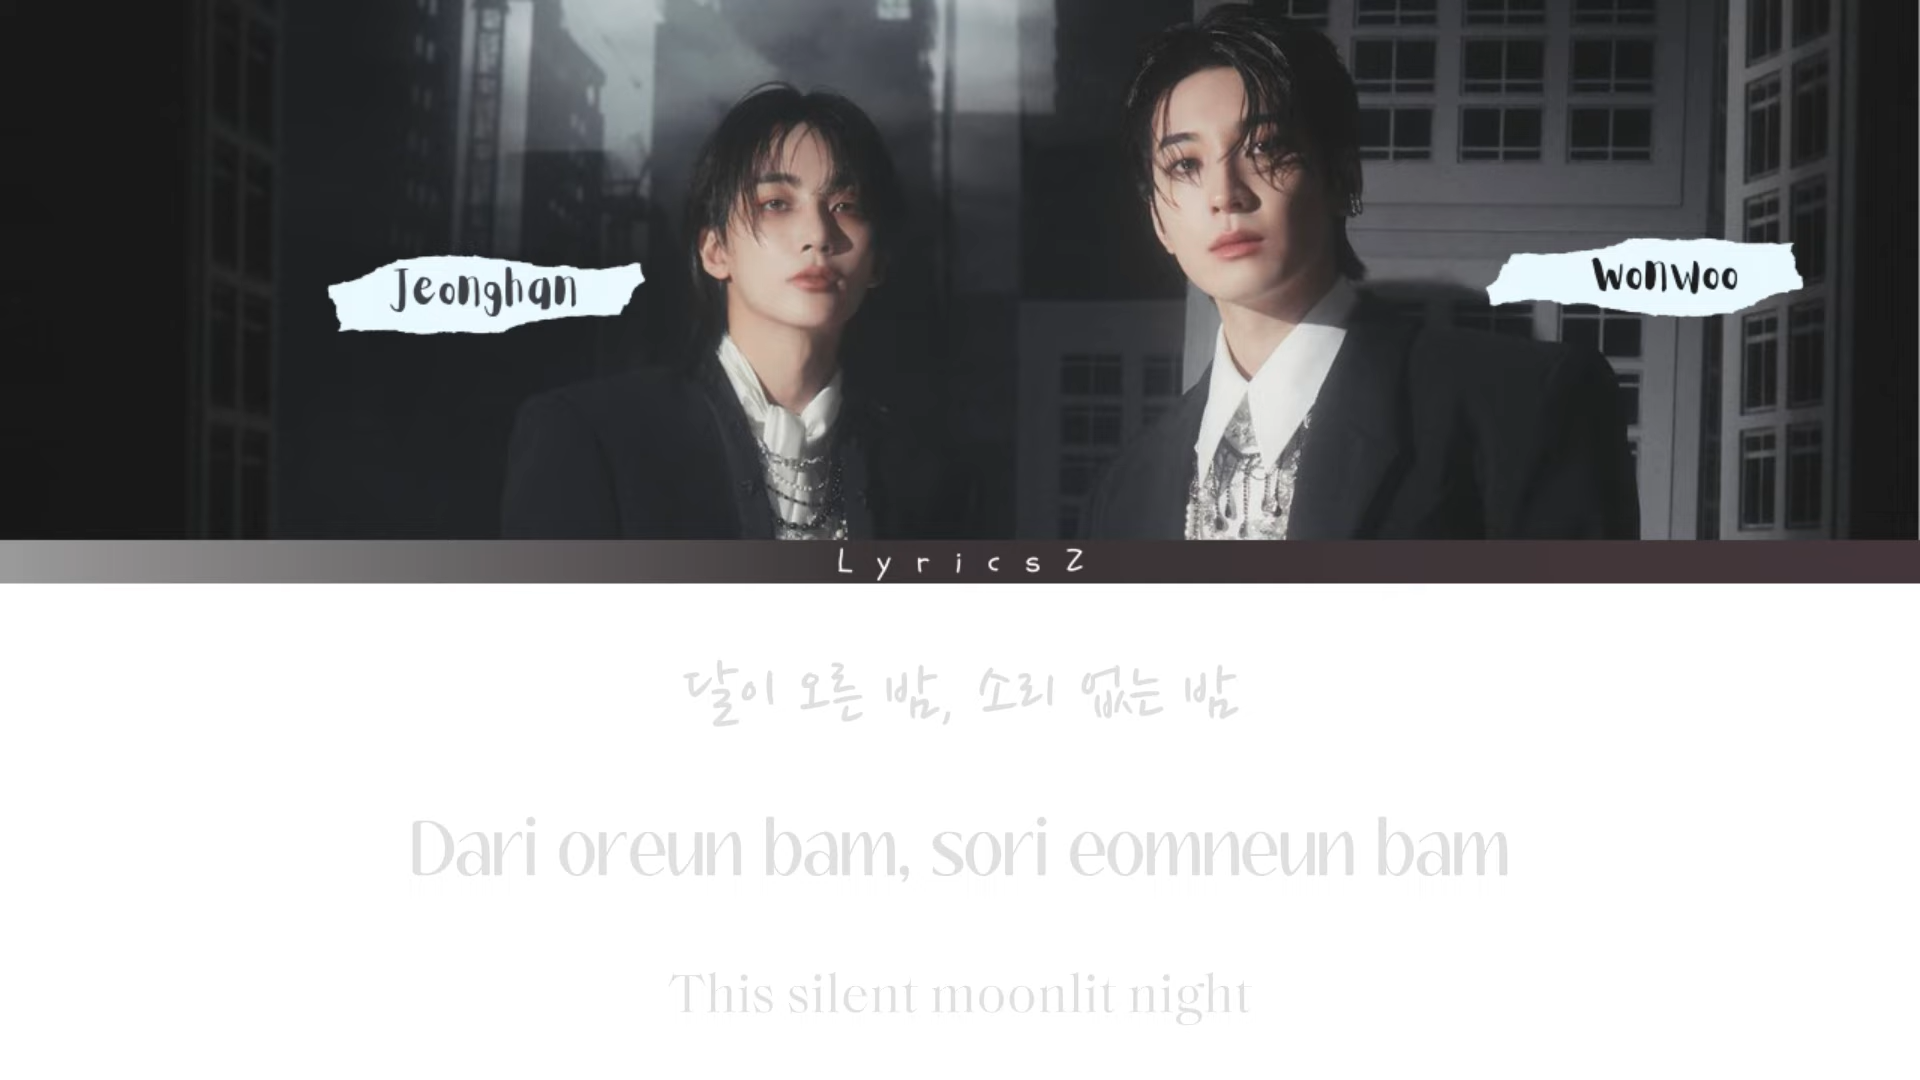 Jeonghan
Wonwoo
Lyrics2
달이 오른 밤, 소리 없는 밤
Dari oreun bam, sori eomneun bam
This silent moonlit night